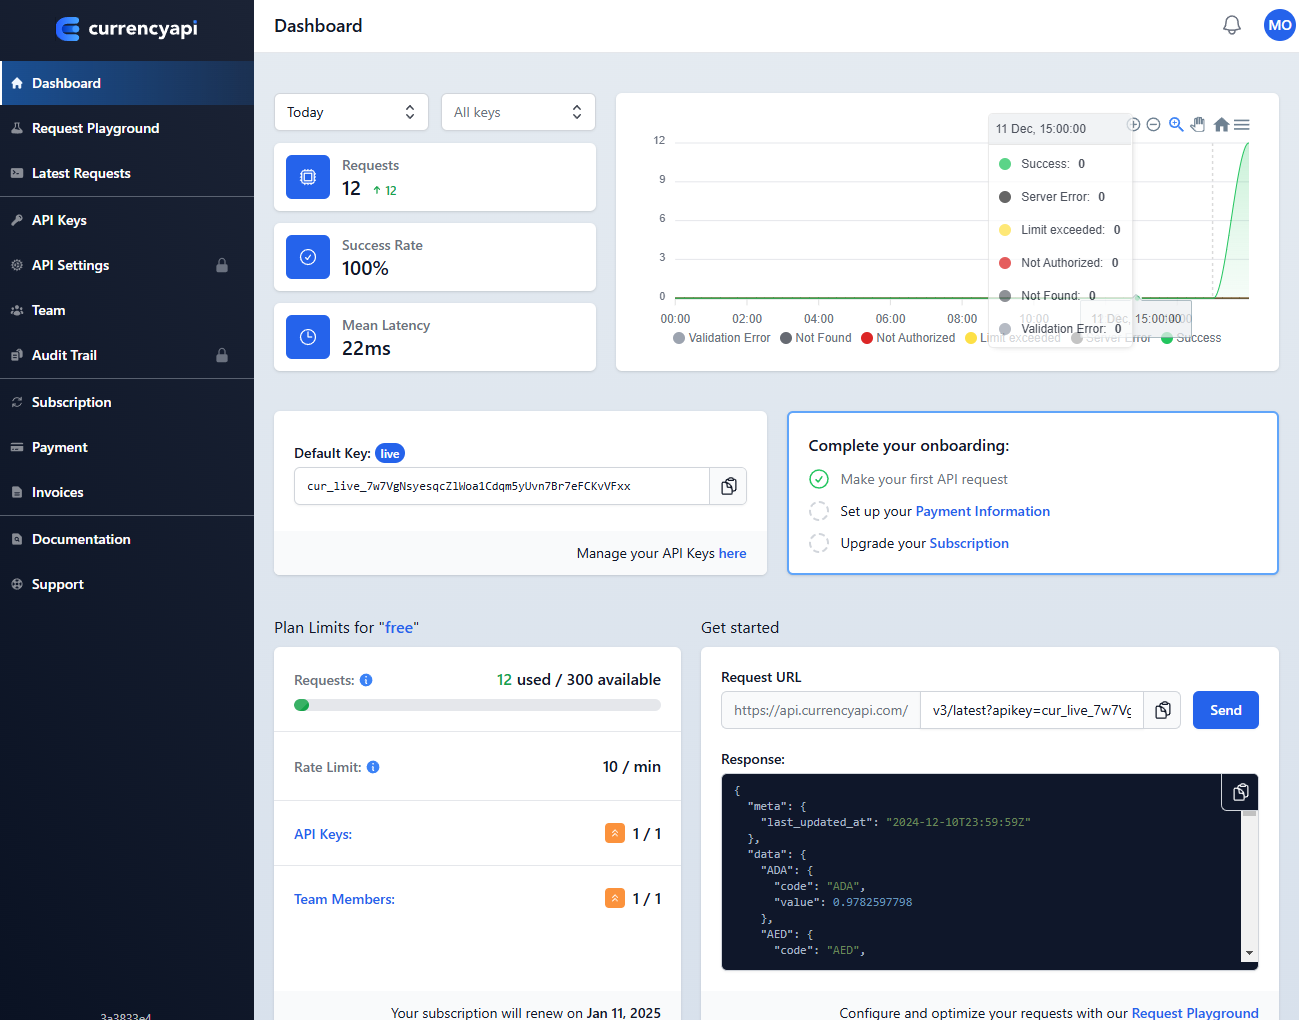 currencyapi
Dashboard
Request Playground
Latest Requests
API Keys
API Settings
Team
Audit Trail
Subscription
Payment
Invoices
Documentation
Support
3a3833e4
Dashboard
MO
Today
All keys
Requests
12 ↑ 12
Success Rate
100%
Mean Latency
22ms
12
9
6
3
0
00:00 02:00 04:00 06:00 08:00 10:00
11 Dec, 15:00:00
Validation Error Not Found Not Authorized Limit exceeded Server Error Success
11 Dec, 15:00:00
Success: 0
Server Error: 0
Limit exceeded: 0
Not Authorized: 0
Not Found: 0
Validation Error: 0
Default Key: live
cur_live_7w7VgNsyesqcZlWoa1Cdqm5yUvn7Br7eFCKvVFxx
Manage your API Keys here
Complete your onboarding:
Make your first API request
Set up your Payment Information
Upgrade your Subscription
Plan Limits for "free"
Requests: 12 used / 300 available
Rate Limit: 10 / min
API Keys: 1 / 1
Team Members: 1 / 1
Your subscription will renew on Jan 11, 2025
Get started
Request URL
https://api.currencyapi.com/ v3/latest?apikey=cur_live_7w7Vg Send
Response:
{
"meta": {
"last_updated_at": "2024-12-10T23:59:59Z"
},
"data": {
"ADA": {
"code": "ADA",
"value": 0.9782597798
},
"AED": {
"code": "AED",
Configure and optimize your requests with our Request Playground